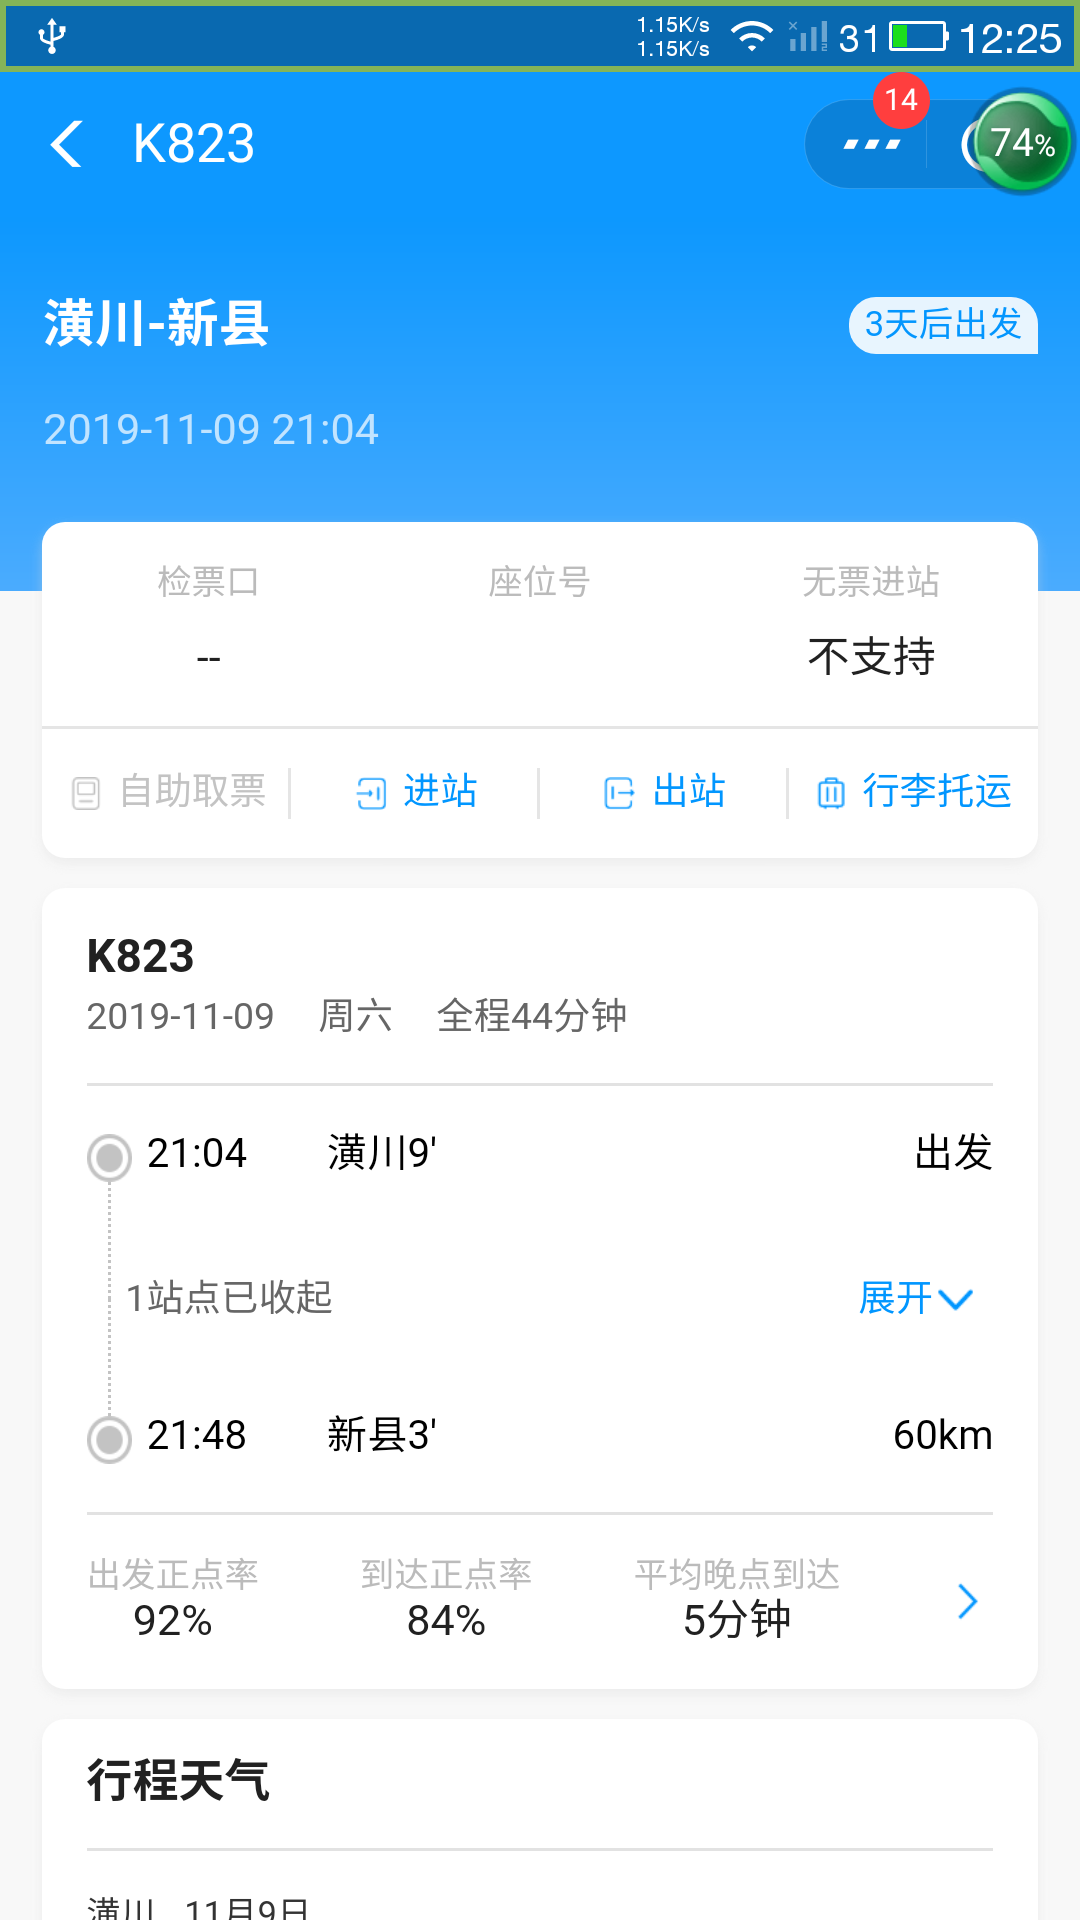 1.15K/s
1.15K/s
31
12:25
K823
14
74%
潢川-新县
3天后出发
2019-11-09 21:04
检票口 座位号 无票进站
-- 不支持
自助取票 进站 出站 行李托运
K823
2019-11-09 周六 全程44分钟
21:04 潢川9' 出发
1站点已收起 展开
21:48 新县3' 60km
出发正点率 到达正点率 平均晚点到达
92% 84% 5分钟
行程天气
潢川 11月9日